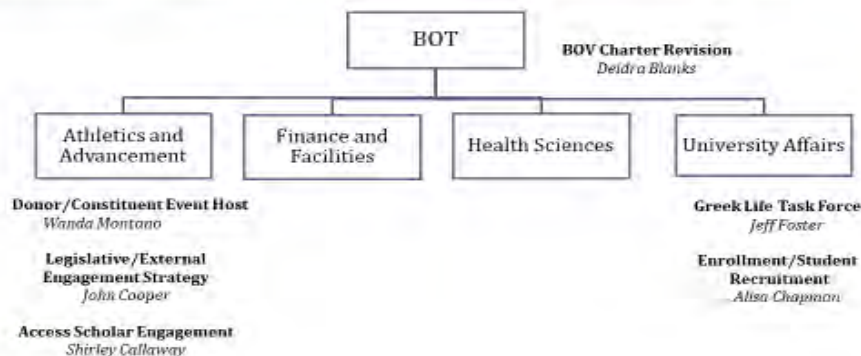 BOT
BOV Charter Revision
Deidra Blanks
Athletics and
Advancement
Finance and
Facilities
Health Sciences
University Affairs
Donor/Constituent Event Host
Wanda Montano
Legislative/External
Engagement Strategy
John Cooper
Access Scholar Engagement
Shirley Callaway
Greek Life Task Force
Jeff Foster
Enrollment/Student
Recruitment
Alisa Chapman